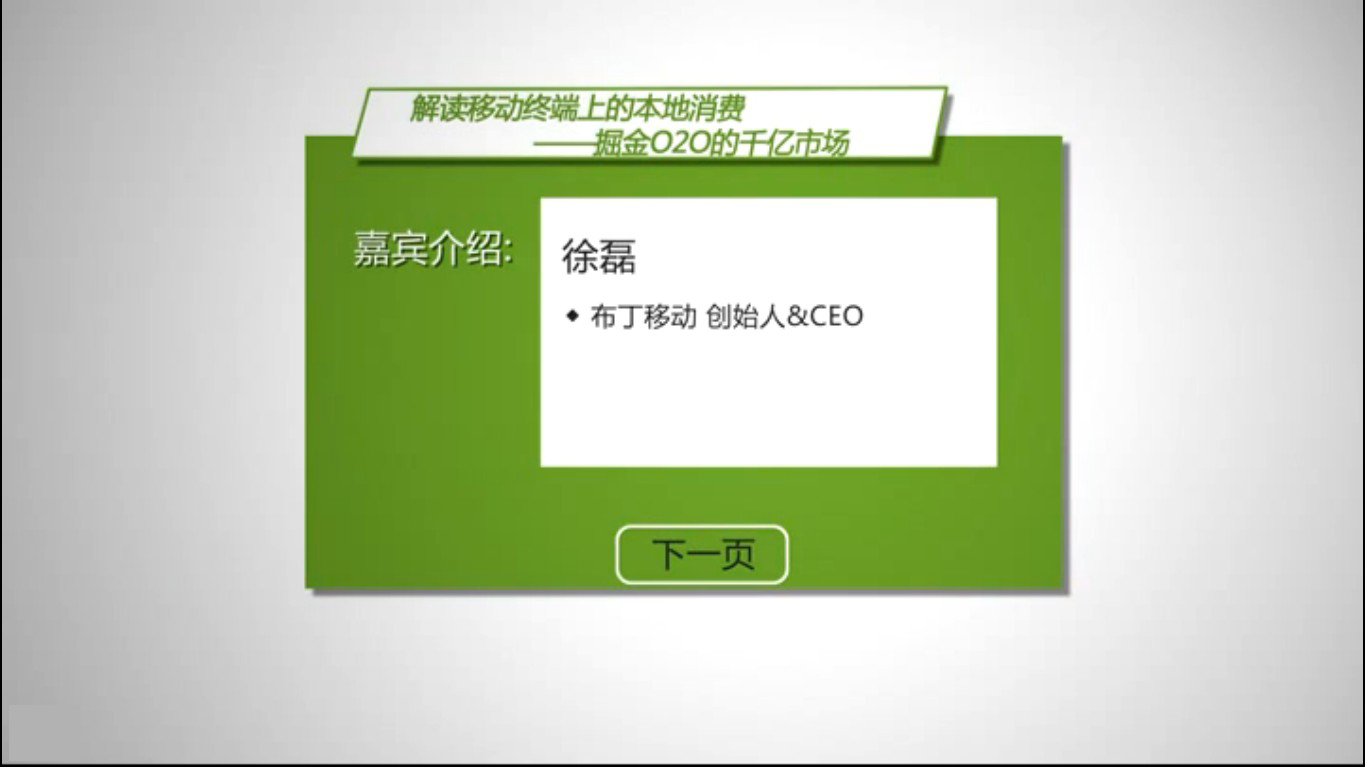 解读移动终端上的本地消费
——掘金O2O的千亿市场
嘉宾介绍:
徐磊
◆ 布丁移动 创始人&CEO
下一页